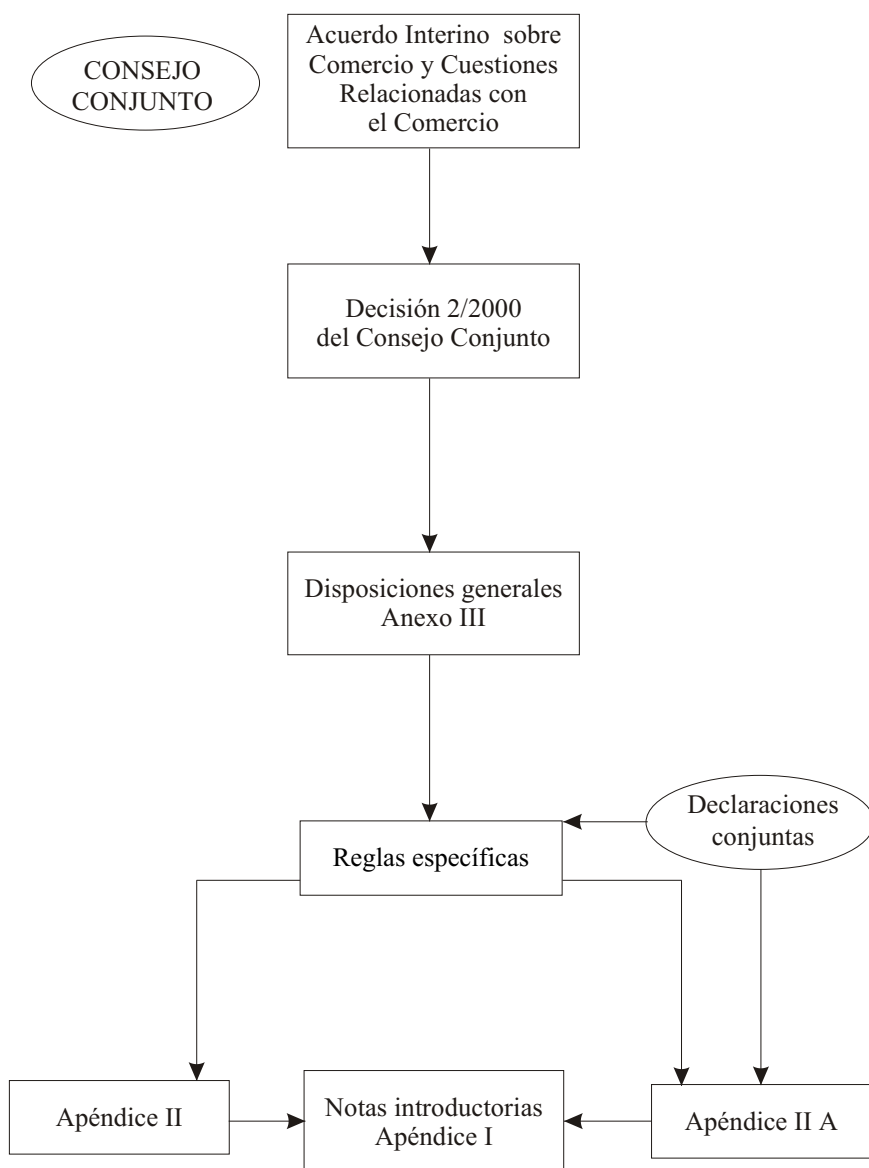 CONSEJO
CONJUNTO
Acuerdo Interino sobre
Comercio y Cuestiones
Relacionadas con
el Comercio
Decisión 2/2000
del Consejo Conjunto
Disposiciones generales
Anexo III
Declaraciones
conjuntas
Reglas específicas
Apéndice II
Notas introductorias
Apéndice I
Apéndice II A